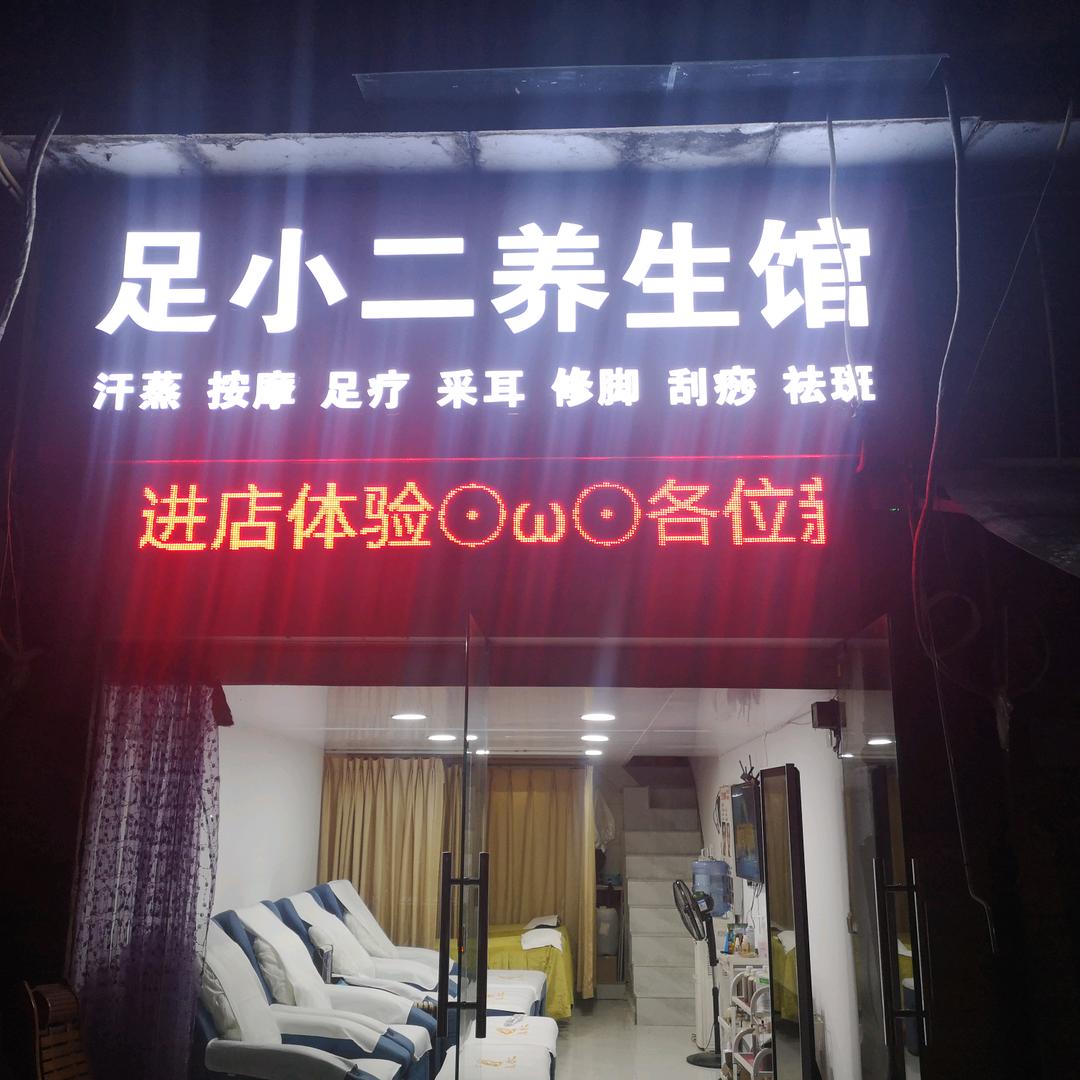 足小二养生馆
汗蒸 按摩 足疗 采耳 修脚 刮痧 祛斑
进店体验⊙ω⊙各位